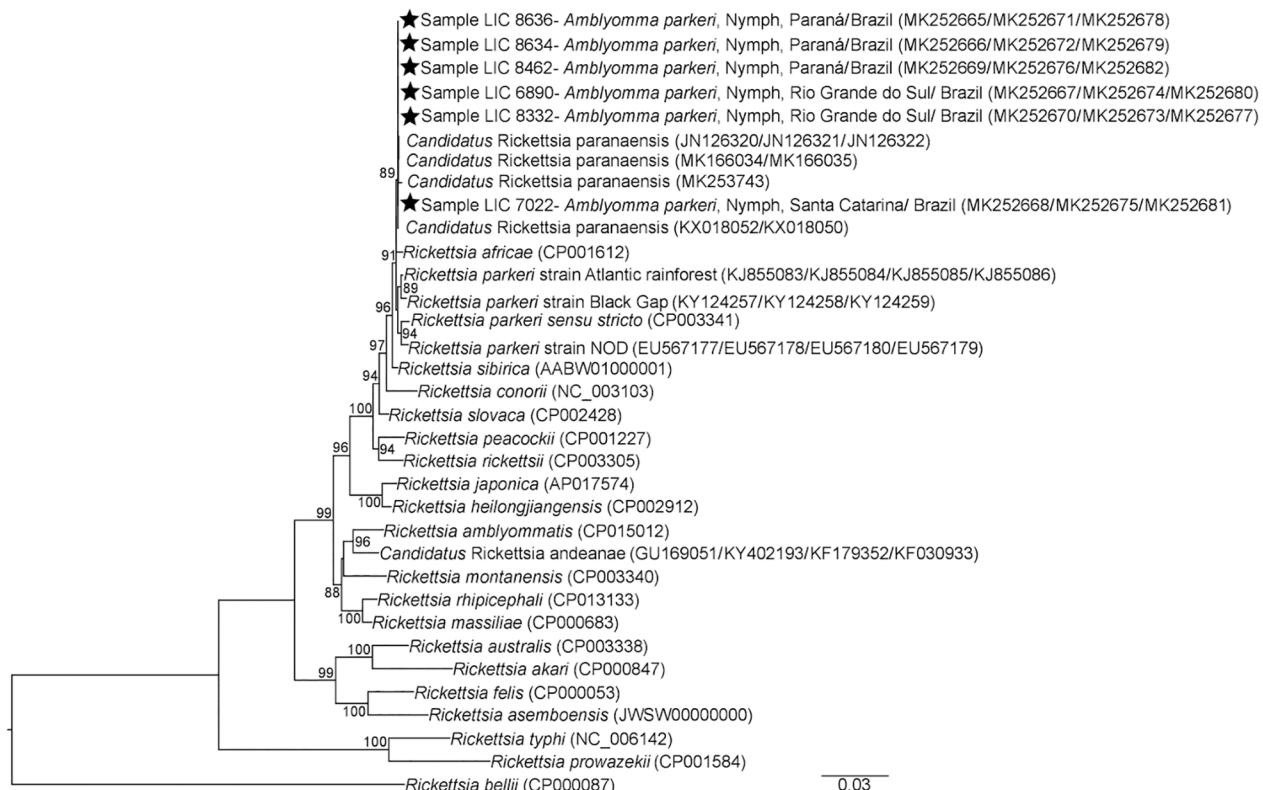 ★Sample LIC 8636- Amblyomma parkeri, Nymph, Paraná/Brazil (MK252665/MK252671/MK252678)
★Sample LIC 8634- Amblyomma parkeri, Nymph, Paraná/Brazil (MK252666/MK252672/MK252679)
★Sample LIC 8462- Amblyomma parkeri, Nymph, Paraná/Brazil (MK252669/MK252676/MK252682)
★Sample LIC 6890- Amblyomma parkeri, Nymph, Rio Grande do Sul/ Brazil (MK252667/MK252674/MK252680)
★Sample LIC 8332- Amblyomma parkeri, Nymph, Rio Grande do Sul/ Brazil (MK252670/MK252673/MK252677)
Candidatus Rickettsia paranaensis (JN126320/JN126321/JN126322)
Candidatus Rickettsia paranaensis (MK166034/MK166035)
89
Candidatus Rickettsia paranaensis (MK253743)
★Sample LIC 7022- Amblyomma parkeri, Nymph, Santa Catarina/ Brazil (MK252668/MK252675/MK252681)
Candidatus Rickettsia paranaensis (KX018052/KX018050)
91
Rickettsia africae (CP001612)
Rickettsia parkeri strain Atlantic rainforest (KJ855083/KJ855084/KJ855085/KJ855086)
89
Rickettsia parkeri strain Black Gap (KY124257/KY124258/KY124259)
96
Rickettsia parkeri sensu stricto (CP003341)
94
Rickettsia parkeri strain NOD (EU567177/EU567178/EU567180/EU567179)
97
Rickettsia sibirica (AABW01000001)
94
Rickettsia conorii (NC_003103)
100
Rickettsia slovaca (CP002428)
Rickettsia peacockii (CP001227)
94
96
Rickettsia rickettsii (CP003305)
Rickettsia japonica (AP017574)
100
Rickettsia heilongjiangensis (CP002912)
99
Rickettsia amblyommatis (CP015012)
96
Candidatus Rickettsia andeanae (GU169051/KY402193/KF179352/KF030933)
Rickettsia montanensis (CP003340)
88
Rickettsia rhipicephali (CP013133)
100
Rickettsia massiliae (CP000683)
Rickettsia australis (CP003338)
100
Rickettsia akari (CP000847)
99
Rickettsia felis (CP000053)
100
Rickettsia asemboensis (JWSW00000000)
Rickettsia typhi (NC_006142)
100
Rickettsia prowazekii (CP001584)
Rickettsia bellii (CP000087)
0.03